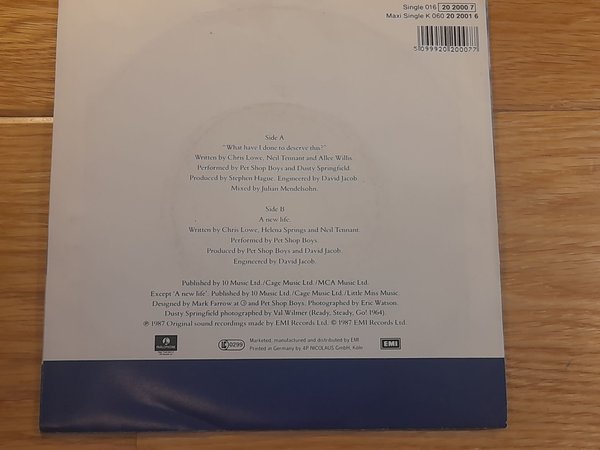 Single 016 20 2000 7
Maxi Single K 060 20 2001 6
5099920200077
Side A
"What have I done to deserve this?"
Written by Chris Lowe, Neil Tennant and Allee Willis.
Performed by Pet Shop Boys and Dusty Springfield.
Produced by Stephen Hague. Engineered by David Jacob.
Mixed by Julian Mendelsohn.
Side B
A new life.
Written by Chris Lowe, Helena Springs and Neil Tennant.
Performed by Pet Shop Boys.
Produced by Pet Shop Boys and David Jacob.
Engineered by David Jacob.
Published by 10 Music Ltd./Cage Music Ltd./MCA Music Ltd.
Except 'A new life'. Published by 10 Music Ltd./Cage Music Ltd./Little Miss Music.
Designed by Mark Farrow at 3 and Pet Shop Boys. Photographed by Eric Watson.
Dusty Springfield photographed by Val Wilmer (Ready, Steady, Go! 1964).
℗ 1987 Original sound recordings made by EMI Records Ltd. © 1987 EMI Records Ltd.
PARLOPHONE
0299
Marketed, manufactured and distributed by EMI
Printed in Germany by 4P NICOLAUS GmbH, Köln
EMI